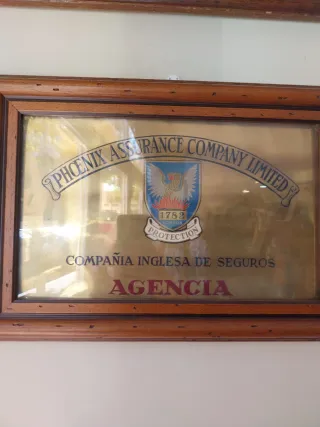 PHOENIX ASSURANCE COMPANY LIMITED
1782
PROTECTION
COMPAÑIA INGLESA DE SEGUROS
AGENCIA